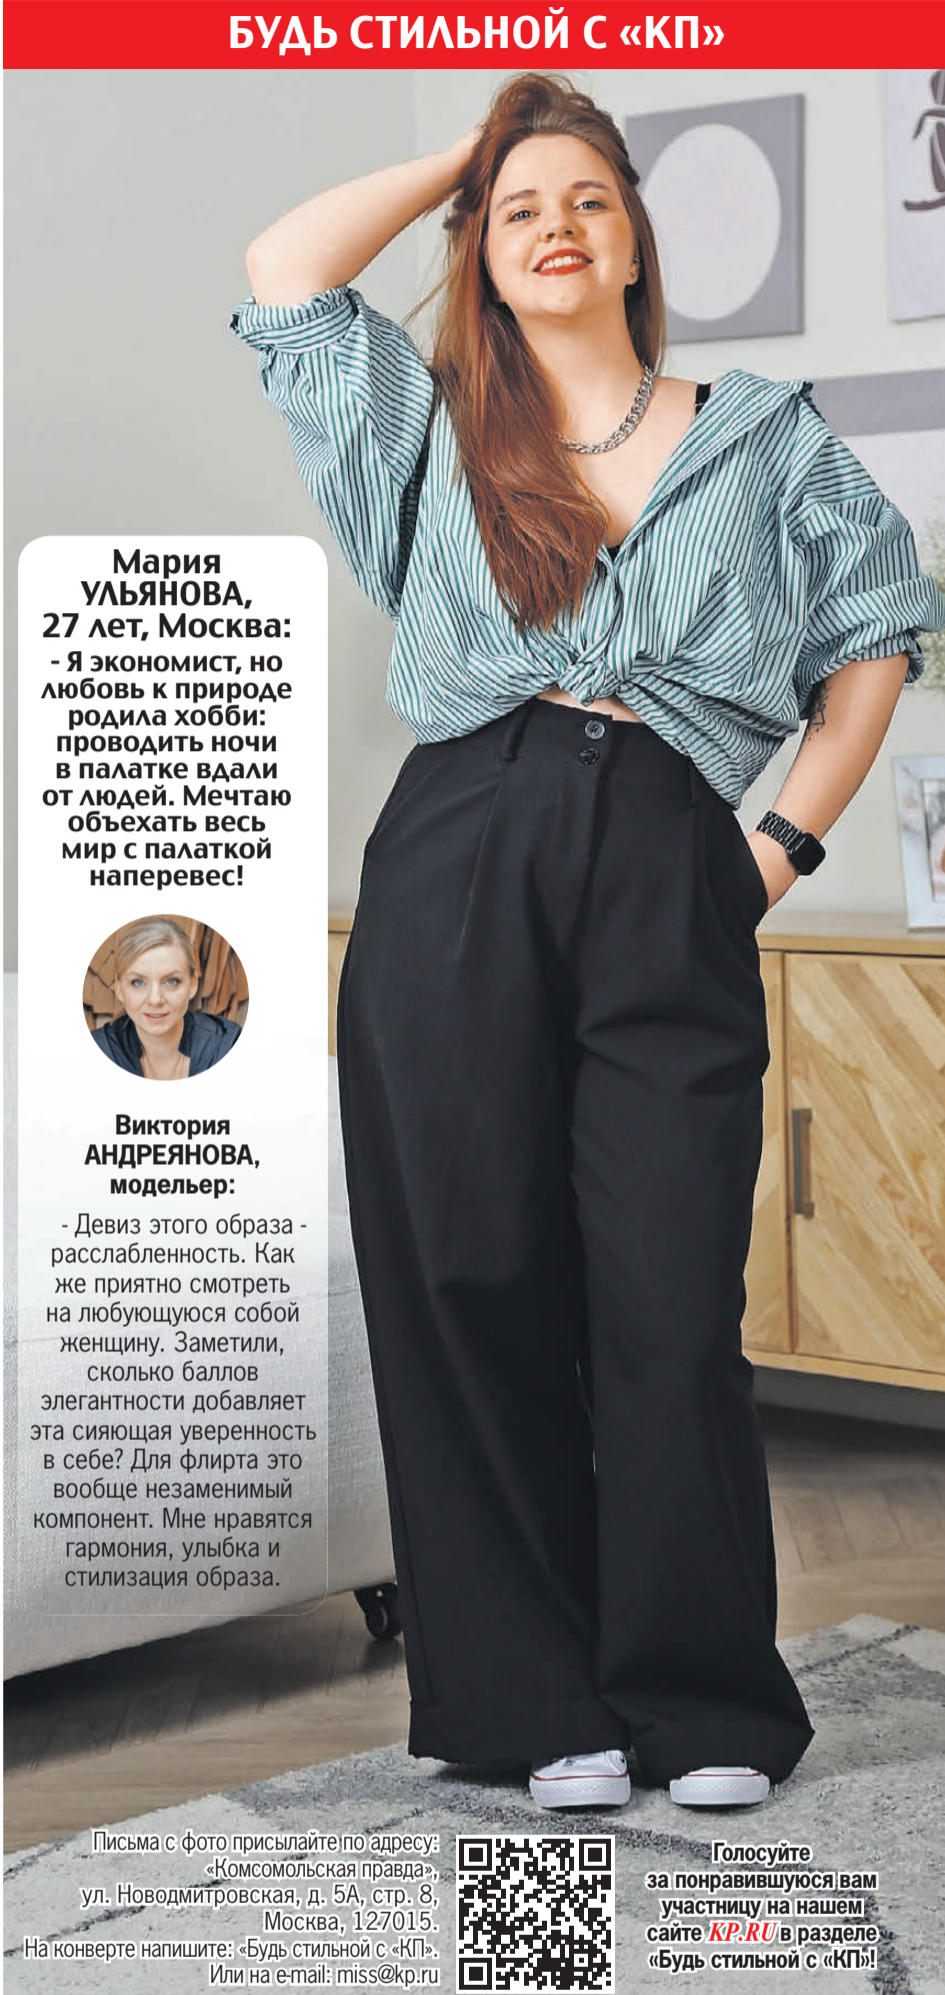 БУДЬ СТИЛЬНОЙ С «КП»
Мария
УЛЬЯНОВА,
27 лет, Москва:
- Я экономист, но
любовь к природе
родила хобби:
проводить ночи
в палатке вдали
от людей. Мечтаю
объехать весь
мир с палаткой
наперевес!
Виктория
АНДРЕЯНОВА,
модельер:
- Девиз этого образа -
расслабленность. Как
же приятно смотреть
на любующуюся собой
женщину. Заметили,
сколько баллов
элегантности добавляет
эта сияющая уверенность
в себе? Для флирта это
вообще незаменимый
компонент. Мне нравятся
гармония, улыбка и
стилизация образа.
Письма с фото присылайте по адресу:
«Комсомольская правда»,
ул. Новодмитровская, д. 5А, стр. 8,
Москва, 127015.
На конверте напишите: «Будь стильной с «КП».
Или на e-mail: miss@kp.ru
Голосуйте
за понравившуюся вам
участницу на нашем
сайте KP.RU в разделе
«Будь стильной с «КП»!